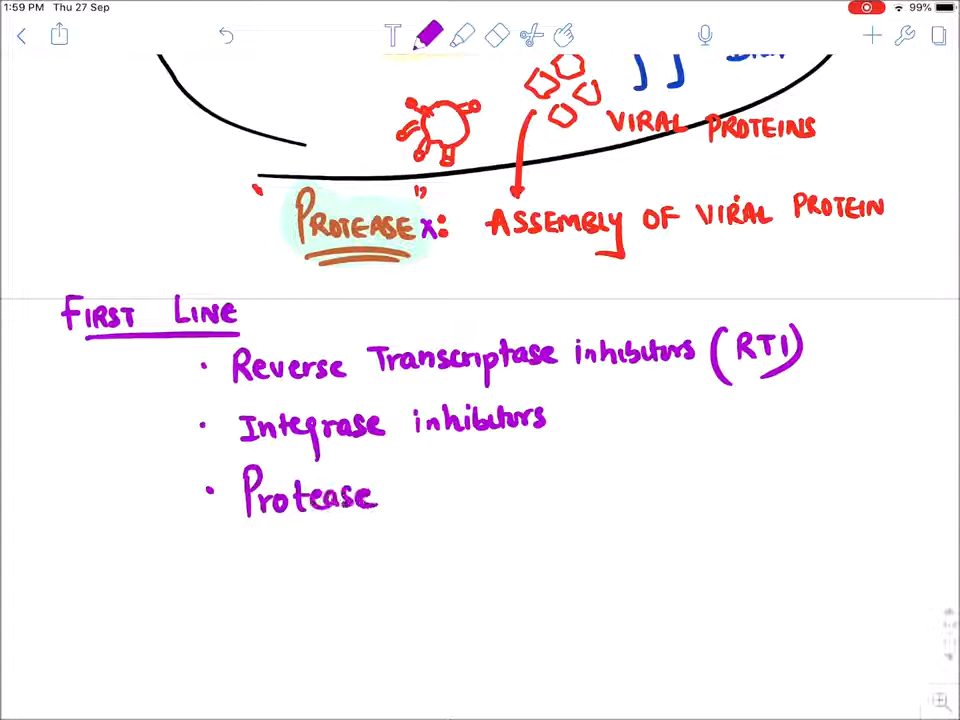 1:59 PM Thu 27 Sep
99%
T
VIRAL PROTEINS
" PROTEASE " x : ASSEMBLY OF VIRAL PROTEIN
FIRST LINE
· Reverse Transcriptase inhibitors (RTI)
· Integrase inhibitors
· Protease